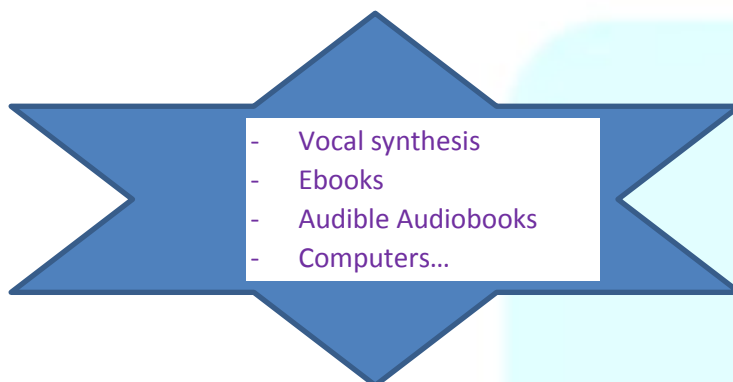 - Vocal synthesis
- Ebooks
- Audible Audiobooks
- Computers…